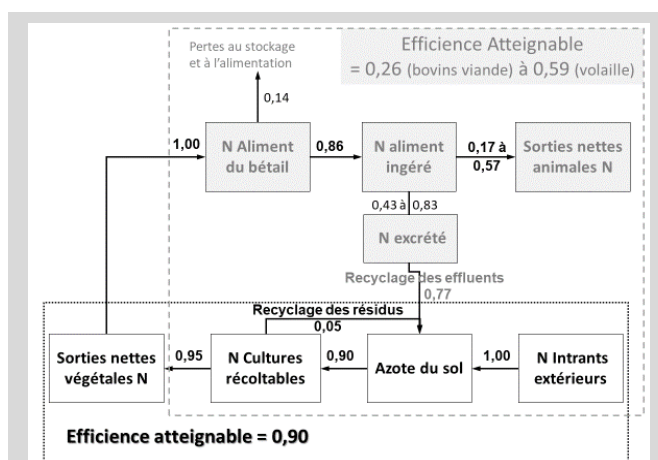 Pertes au stockage
et à l'alimentation
Efficience Atteignable
= 0,26 (bovins viande) à 0,59 (volaille)
0,14
1,00
N Aliment
du bétail
0,86
N aliment
ingéré
0,17 à
0,57
Sorties nettes
animales N
0,43 à 0,83
N excrété
Recyclage des effluents
0,77
Recyclage des résidus
0,05
Sorties nettes
végétales N
0,95
N Cultures
récoltables
0,90
Azote du sol
1,00
N Intrants
extérieurs
Efficience atteignable = 0,90